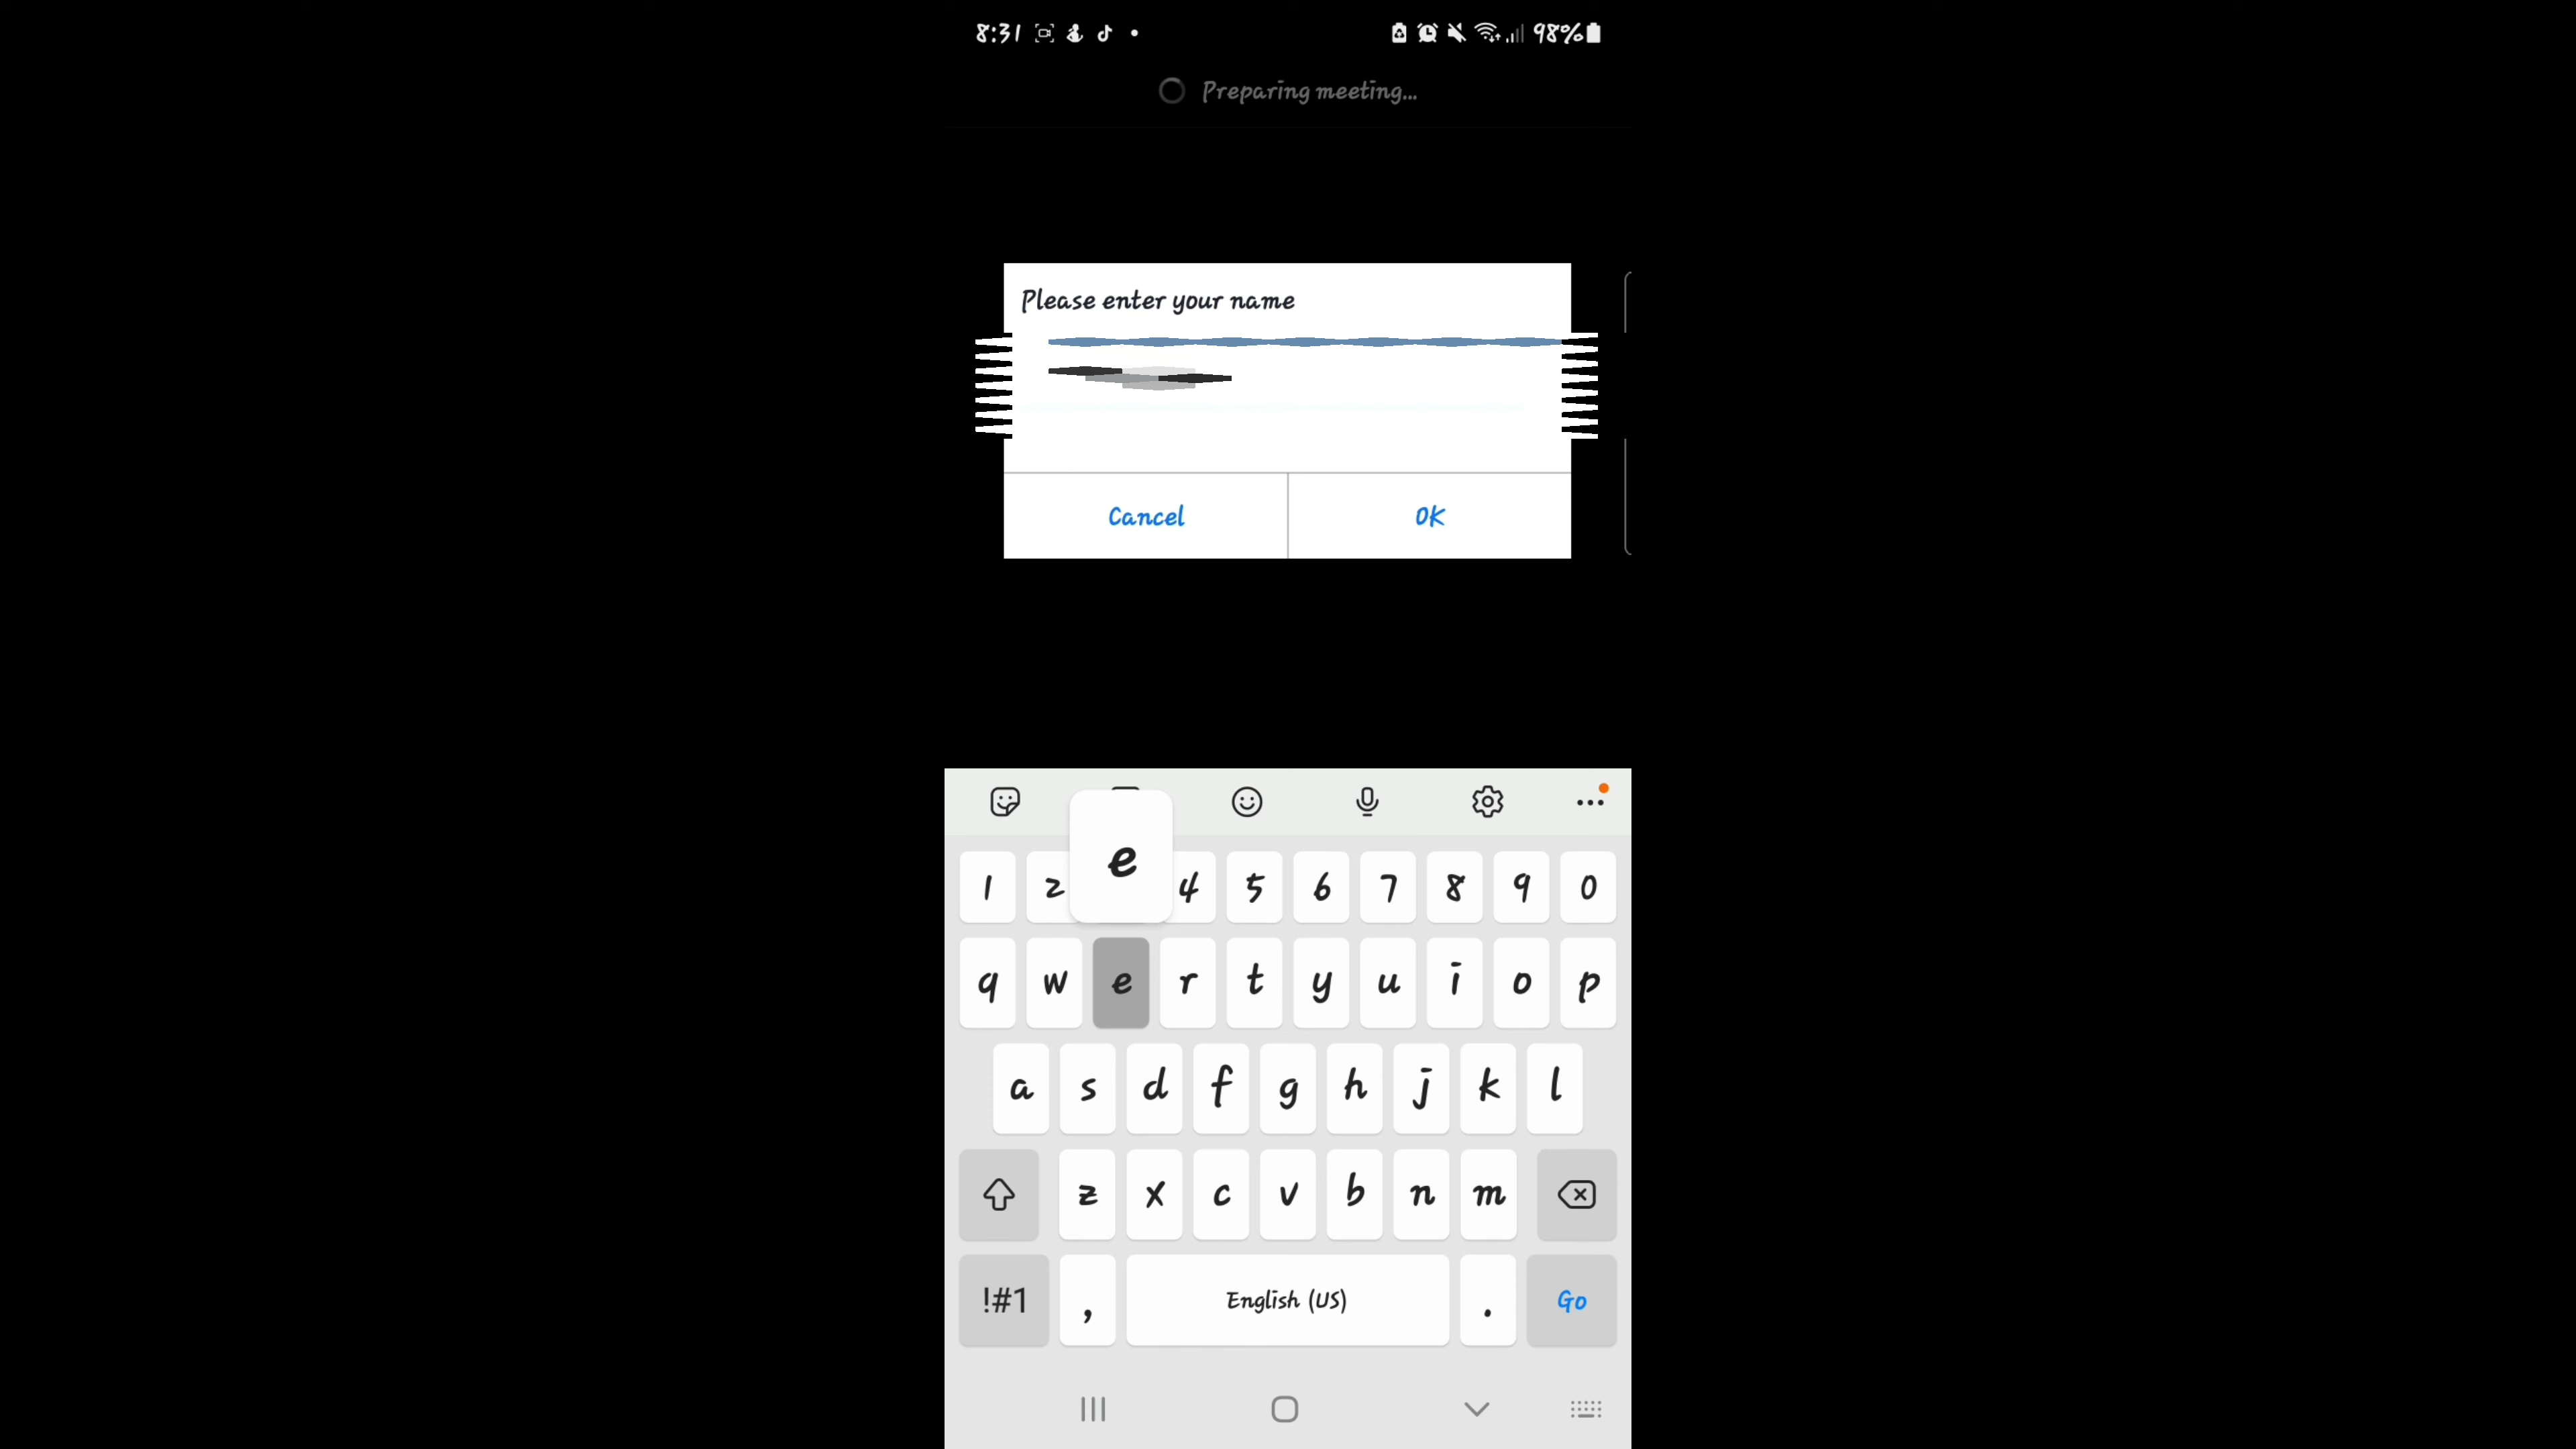 8:31 98%
Preparing meeting...
Please enter your name
Cancel OK
e
1 2 4 5 6 7 8 9 0
q w e r t y u i o p
a s d f g h j k l
z x c v b n m
!#1 , English (US) . Go